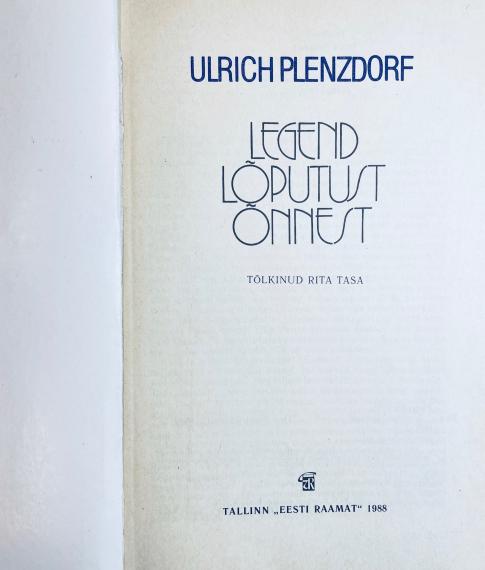 ULRICH PLENZDORF
LEGEND
LÕPUTUST
ÕNNEST
TÕLKINUD RITA TASA
TALLINN „EESTI RAAMAT“ 1988